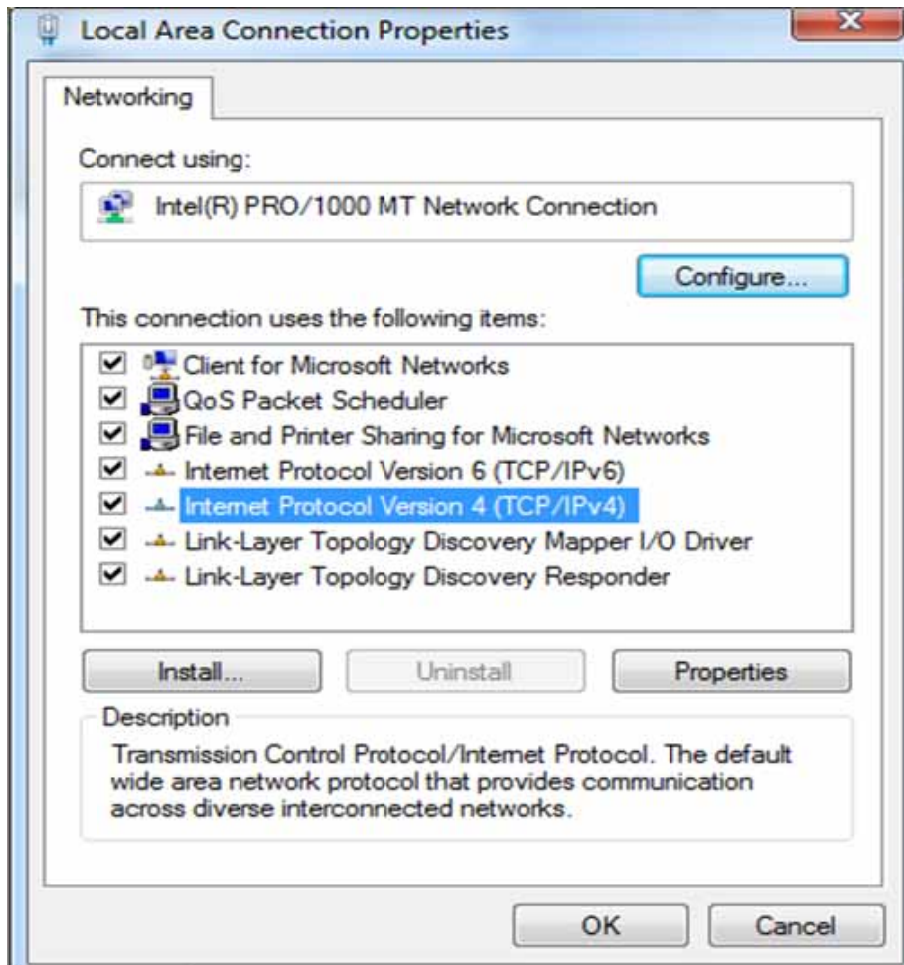 Local Area Connection Properties
Networking
Connect using:
Intel(R) PRO/1000 MT Network Connection
Configure...
This connection uses the following items:
Client for Microsoft Networks
QoS Packet Scheduler
File and Printer Sharing for Microsoft Networks
Internet Protocol Version 6 (TCP/IPv6)
Internet Protocol Version 4 (TCP/IPv4)
Link-Layer Topology Discovery Mapper I/O Driver
Link-Layer Topology Discovery Responder
Install... Uninstall Properties
Description
Transmission Control Protocol/Internet Protocol. The default
wide area network protocol that provides communication
across diverse interconnected networks.
OK Cancel